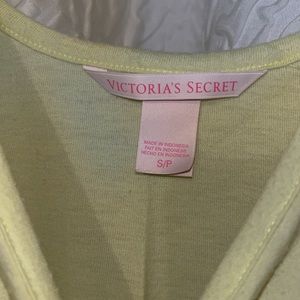 VICTORIA'S SECRET
MADE IN INDONESIA
FAIT EN INDONESIE
HECHO EN INDONESIA
S/P